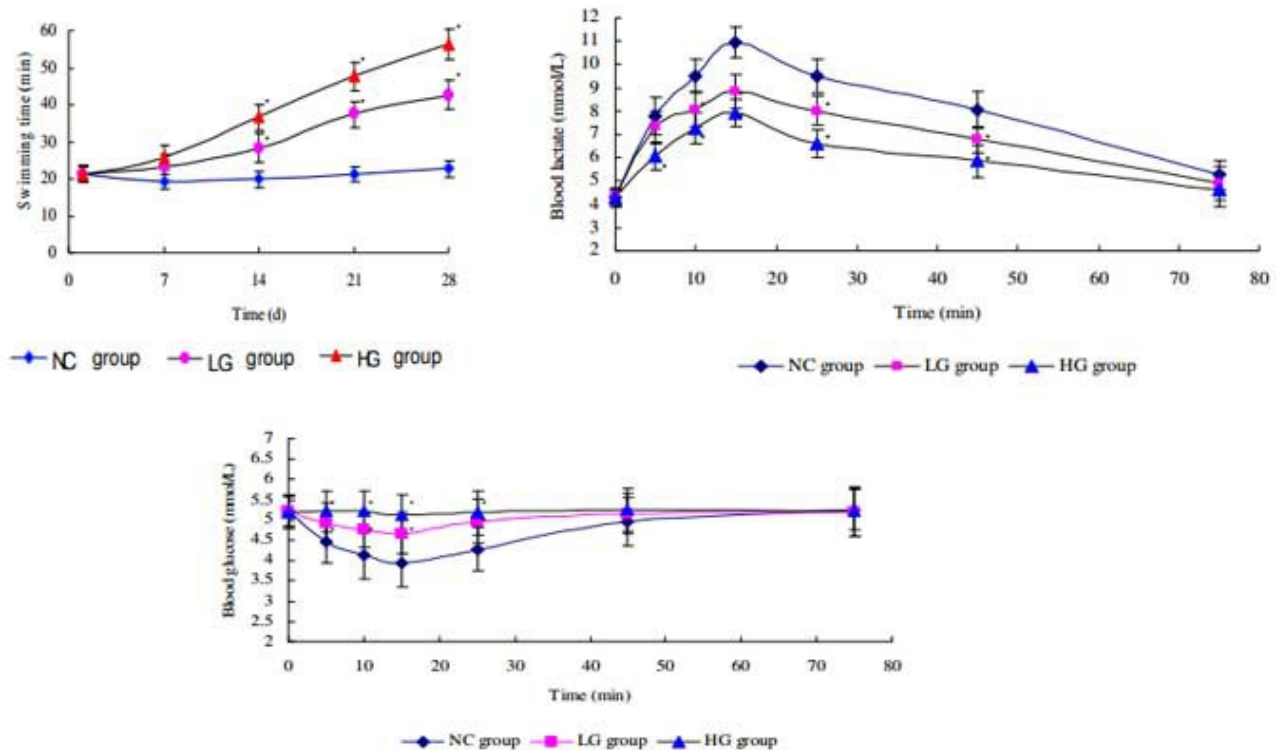 Swimming time (min)
60
50
40
30
20
10
0
0 7 14 21 28
Time (d)
NC group LG group HG group
Blood lactate (mmol/L)
12
11
10
9
8
7
6
5
4
3
2
0 10 20 30 40 50 60 70 80
Time (min)
NC group LG group HG group
Blood glucose (mmol/L)
7
6.5
6
5.5
5
4.5
4
3.5
3
2.5
2
0 10 20 30 40 50 60 70 80
Time (min)
NC group LG group HG group